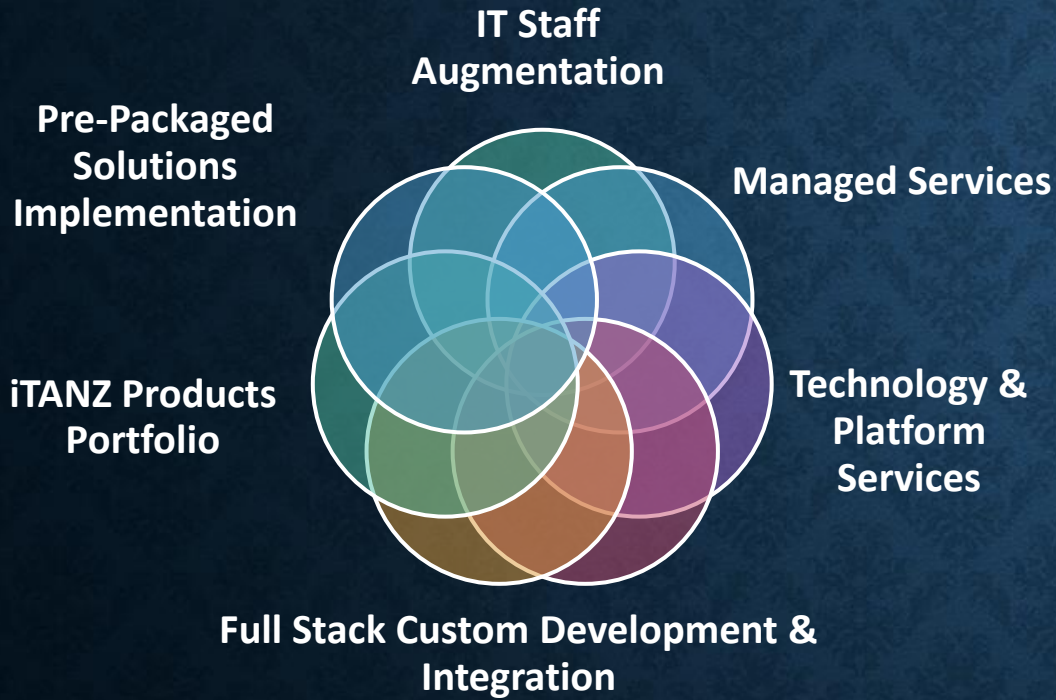 IT Staff
Augmentation
Pre-Packaged
Solutions
Implementation
Managed Services
iTANZ Products
Portfolio
Technology &
Platform
Services
Full Stack Custom Development &
Integration